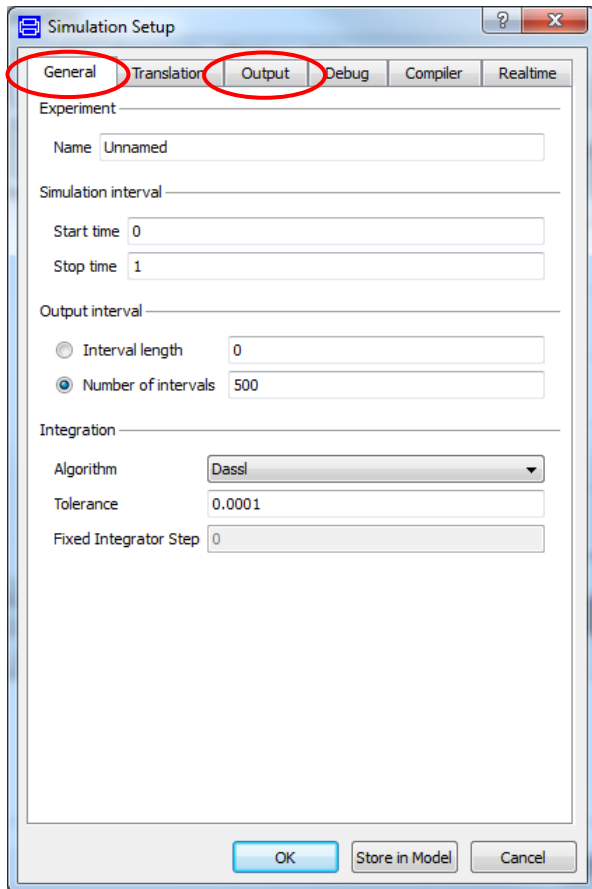 Simulation Setup
General Translation Output Debug Compiler Realtime
Experiment
Name Unnamed
Simulation interval
Start time 0
Stop time 1
Output interval
Interval length 0
Number of intervals 500
Integration
Algorithm Dassl
Tolerance 0.0001
Fixed Integrator Step 0
OK Store in Model Cancel